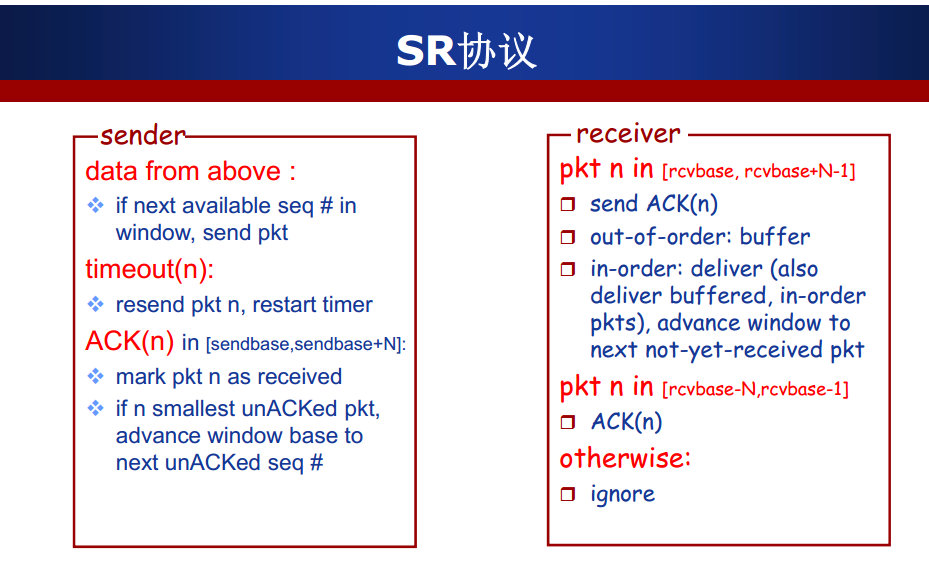 SR协议
sender
data from above :
❖ if next available seq # in
window, send pkt
timeout(n):
❖ resend pkt n, restart timer
ACK(n) in [sendbase,sendbase+N]:
❖ mark pkt n as received
❖ if n smallest unACKed pkt,
advance window base to
next unACKed seq #
receiver
pkt n in [rcvbase, rcvbase+N-1]
❒ send ACK(n)
❒ out-of-order: buffer
❒ in-order: deliver (also
deliver buffered, in-order
pkts), advance window to
next not-yet-received pkt
pkt n in [rcvbase-N,rcvbase-1]
❒ ACK(n)
otherwise:
❒ ignore